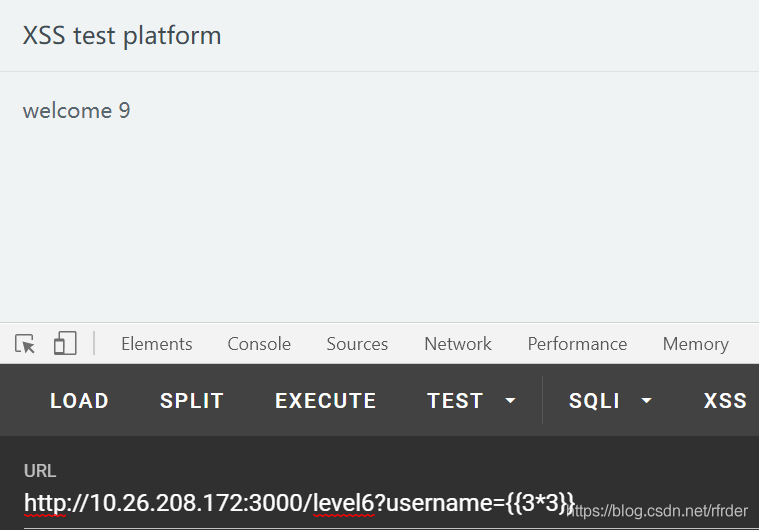 XSS test platform
welcome 9
Elements Console Sources Network Performance Memory
LOAD SPLIT EXECUTE TEST SQLI XSS
URL
http://10.26.208.172:3000/level6?username={{3*3}}
https://blog.csdn.net/rfrder